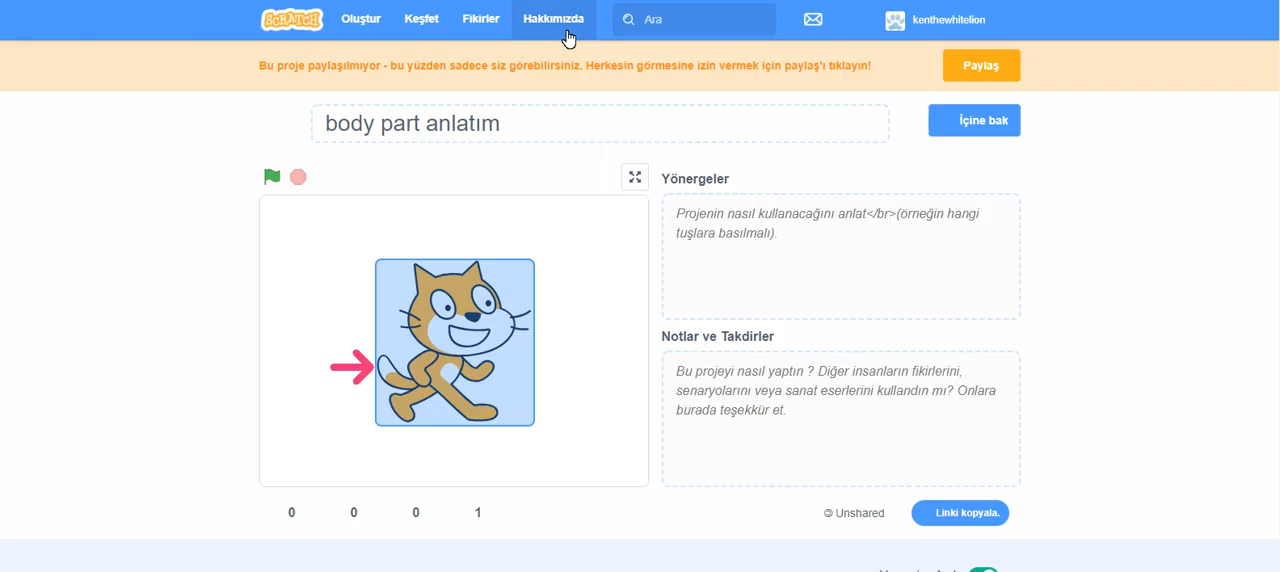 SCRATCH Oluştur Keşfet Fikirler Hakkımızda Ara kenthewhitelion
Bu proje paylaşılmıyor - bu yüzden sadece siz görebilirsiniz. Herkesin görmesine izin vermek için paylaş'ı tıklayın! Paylaş
body part anlatım İçine bak
Yönergeler
Projenin nasıl kullanacağını anlat</br>(örneğin hangi
tuşlara basılmalı).
Notlar ve Takdirler
Bu projeyi nasıl yaptın ? Diğer insanların fikirlerini,
senaryolarını veya sanat eserlerini kullandın mı? Onlara
burada teşekkür et.
0 0 0 1 Unshared Linki kopyala.